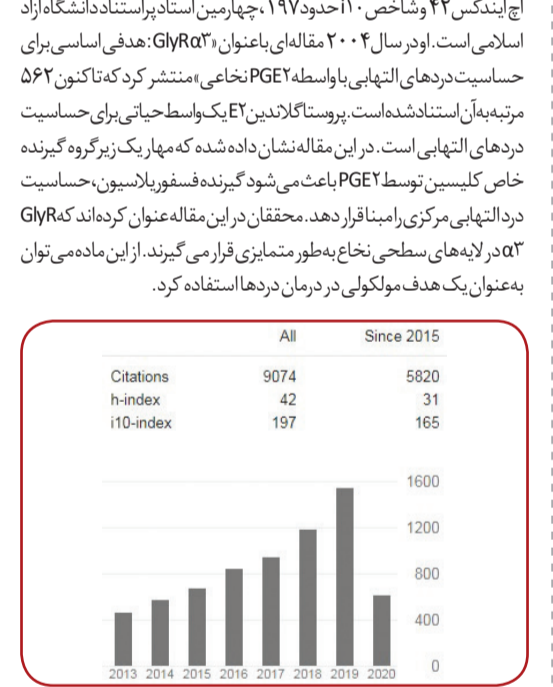 اچ ایندکس ۴۲ و شاخص i۱۰ حدود ۱۹۷، چهارمین استاد پراستناد دانشگاه آزاد
اسلامی است. او در سال ۲۰۰۴ مقاله‌ای با عنوان «GlyRα۳: هدفی اساسی برای
حساسیت دردهای التهابی با واسطه PGE۲ نخاعی» منتشر کرد که تاکنون ۵۶۲
مرتبه به آن استناد شده است. پروستاگلاندین E۲ یک واسط حیاتی برای حساسیت
دردهای التهابی است. در این مقاله نشان داده شده که مهار یک زیر گروه گیرنده
خاص گلیسین توسط PGE۲ باعث می‌شود گیرنده فسفوریلاسیون، حساسیت
درد التهابی مرکزی را مبنا قرار دهد. محققان در این مقاله عنوان کرده‌اند که GlyR
α۳ در لایه‌های سطحی نخاع به طور متمایزی قرار می گیرند. از این ماده می توان
به عنوان یک هدف مولکولی در درمان دردها استفاده کرد.
All Since 2015
Citations 9074 5820
h-index 42 31
i10-index 197 165
1600
1200
800
400
0
2013 2014 2015 2016 2017 2018 2019 2020